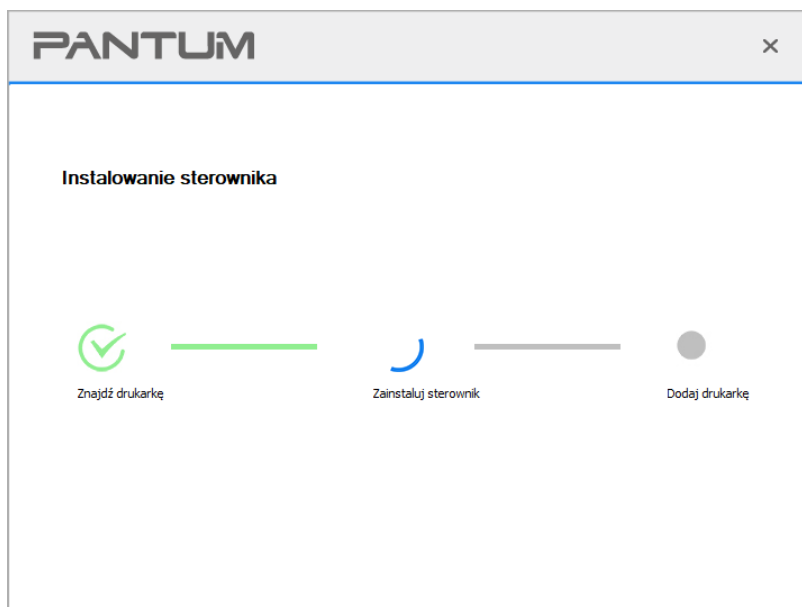 PANTUM
Instalowanie sterownika
Znajdź drukarkę
Zainstaluj sterownik
Dodaj drukarkę